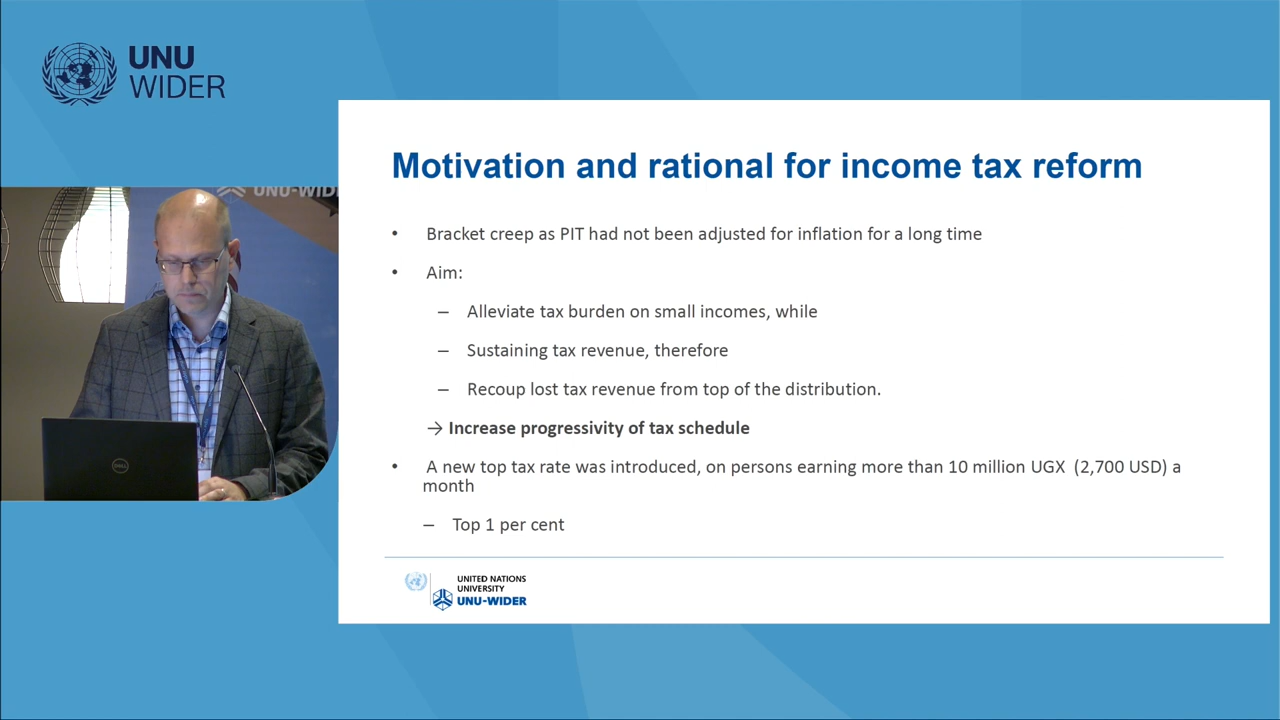 UNU
WIDER
UNU-WID
Motivation and rational for income tax reform
• Bracket creep as PIT had not been adjusted for inflation for a long time
• Aim:
– Alleviate tax burden on small incomes, while
– Sustaining tax revenue, therefore
– Recoup lost tax revenue from top of the distribution.
→ Increase progressivity of tax schedule
• A new top tax rate was introduced, on persons earning more than 10 million UGX (2,700 USD) a
month
– Top 1 per cent
DELL
UNITED NATIONS
UNIVERSITY
UNU-WIDER